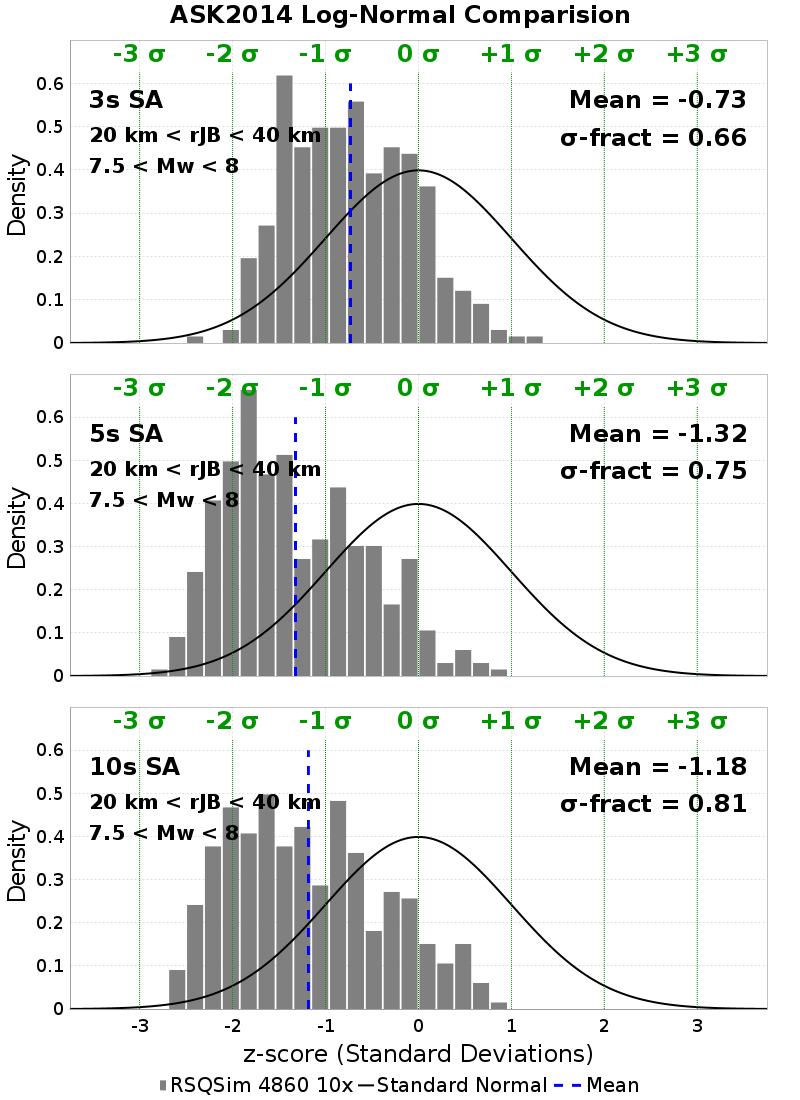 ASK2014 Log-Normal Comparision
-3 σ -2 σ -1 σ 0 σ +1 σ +2 σ +3 σ
3s SA
20 km < rJB < 40 km
7.5 < Mw < 8
Mean = -0.73
σ-fract = 0.66
Density
0.6
0.5
0.4
0.3
0.2
0.1
0
-3 σ -2 σ -1 σ 0 σ +1 σ +2 σ +3 σ
5s SA
20 km < rJB < 40 km
7.5 < Mw < 8
Mean = -1.32
σ-fract = 0.75
Density
0.6
0.5
0.4
0.3
0.2
0.1
0
-3 σ -2 σ -1 σ 0 σ +1 σ +2 σ +3 σ
10s SA
20 km < rJB < 40 km
7.5 < Mw < 8
Mean = -1.18
σ-fract = 0.81
Density
0.6
0.5
0.4
0.3
0.2
0.1
0
-3 -2 -1 0 1 2 3
z-score (Standard Deviations)
RSQSim 4860 10x Standard Normal Mean